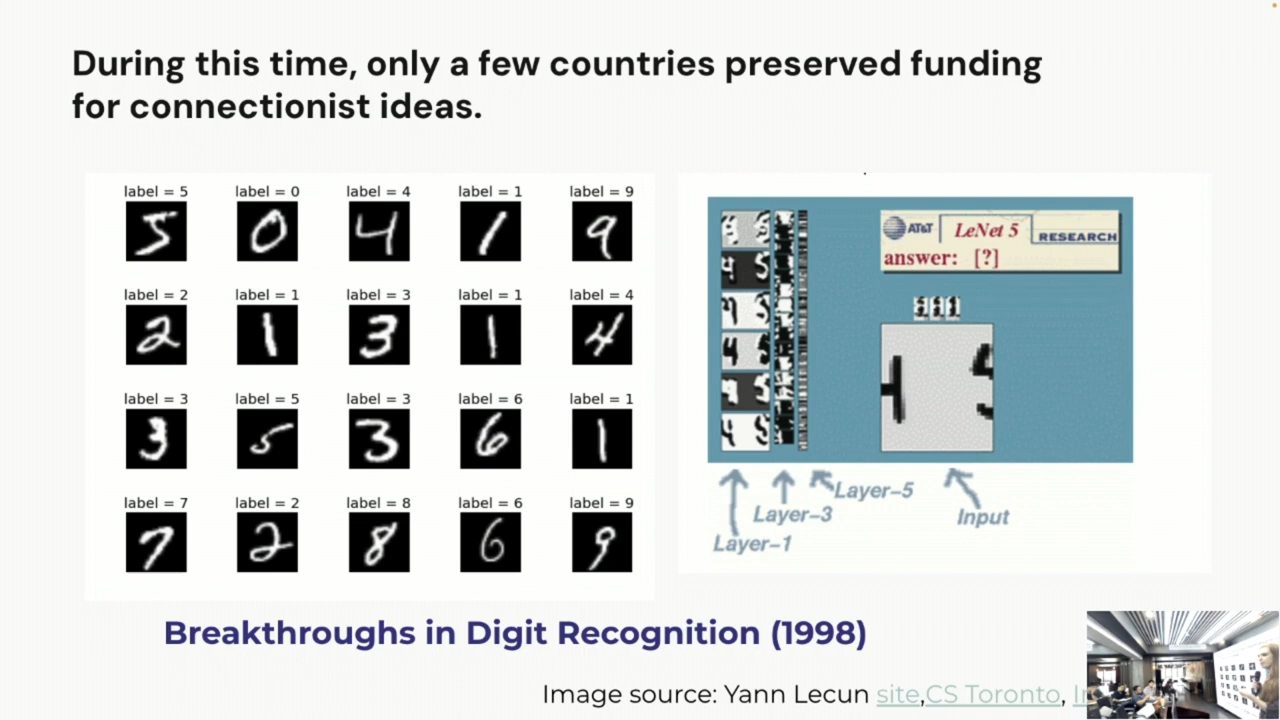 During this time, only a few countries preserved funding
for connectionist ideas.
label = 5 label = 0 label = 4 label = 1 label = 9
label = 2 label = 1 label = 3 label = 1 label = 4
label = 3 label = 5 label = 3 label = 6 label = 1
label = 7 label = 2 label = 8 label = 6 label = 9
AT&T LeNet 5 RESEARCH
answer: [?]
Layer-5
Layer-3
Layer-1
Input
Breakthroughs in Digit Recognition (1998)
Image source: Yann Lecun site,CS Toronto,